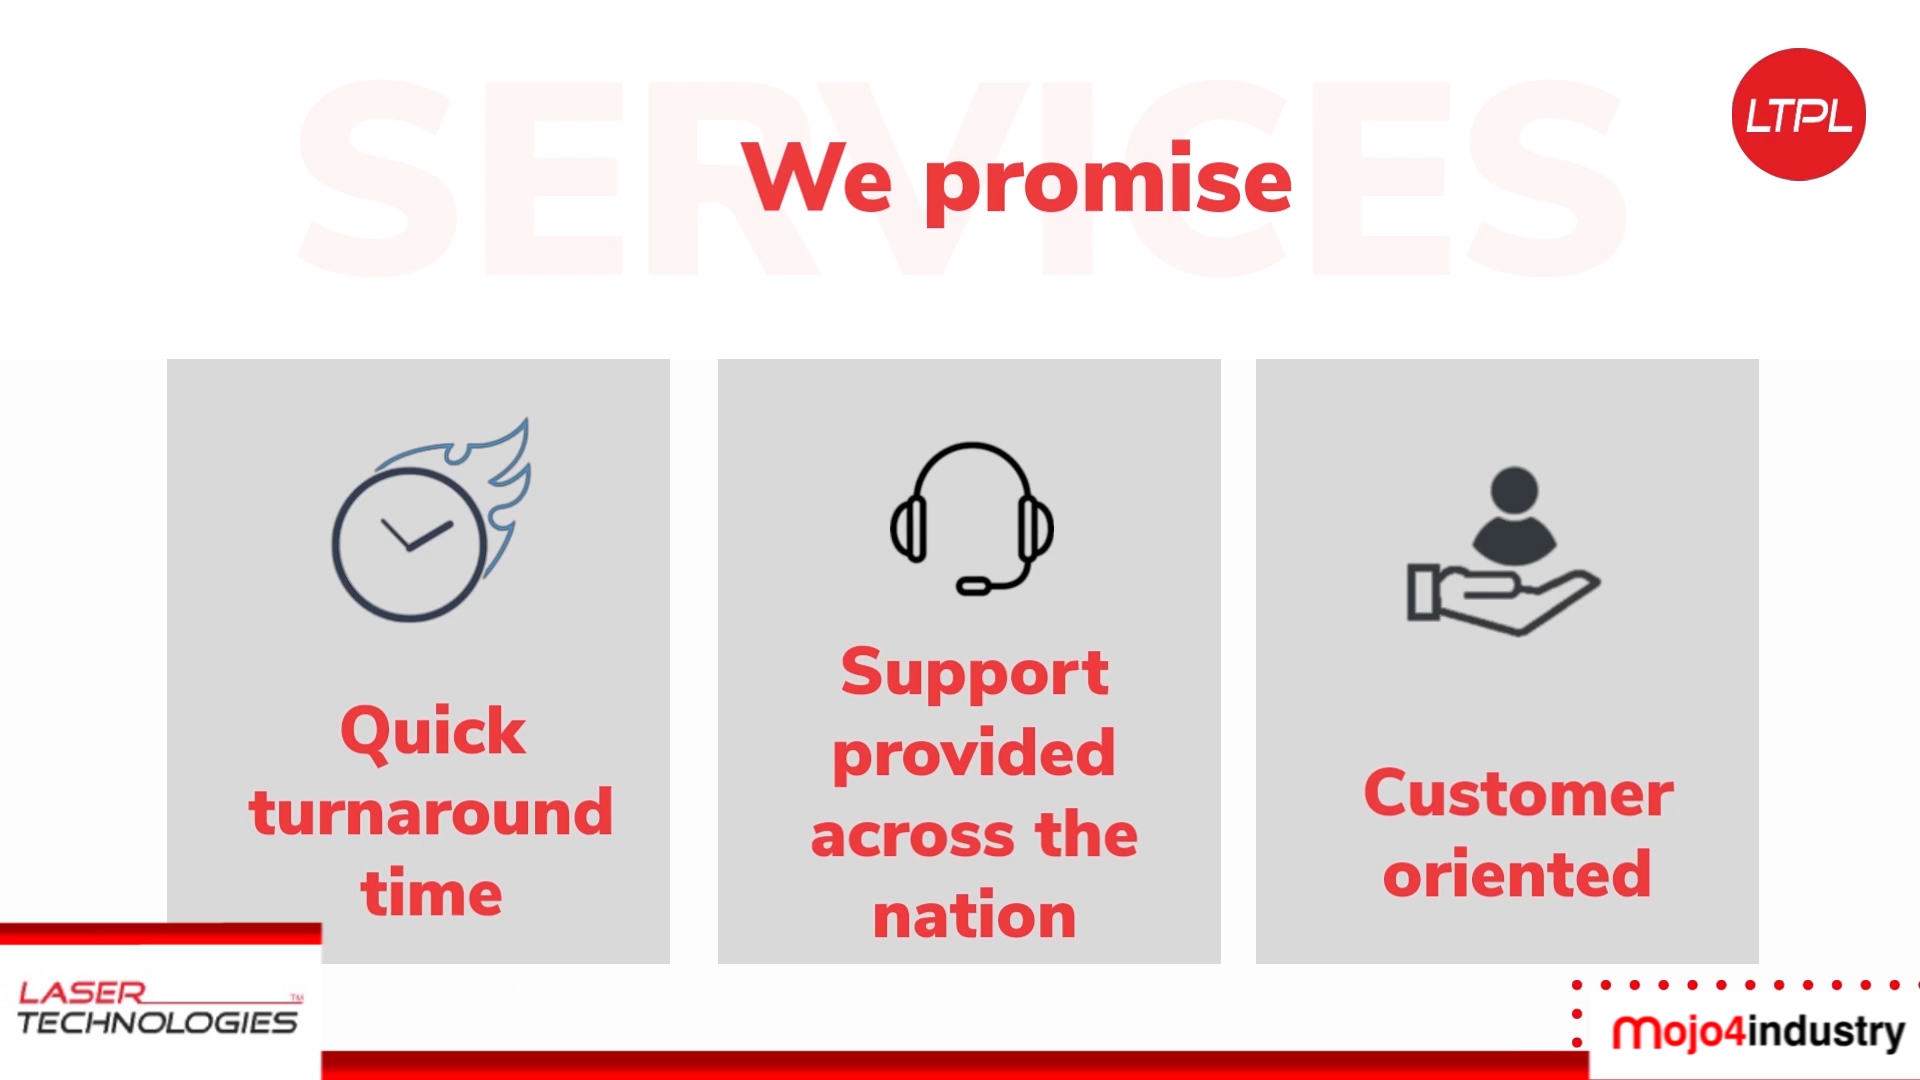 SERVICES
We promise
LTPL
Quick
turnaround
time
Support
provided
across the
nation
Customer
oriented
LASER TM
TECHNOLOGIES
mojo4industry